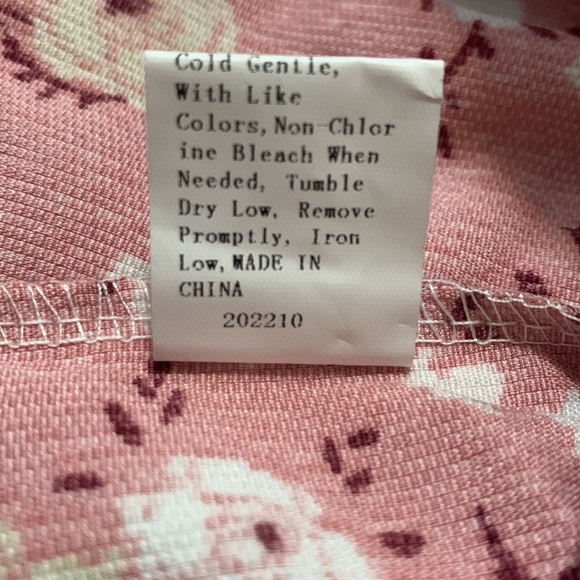 Cold Gentle,
With Like
Colors, Non-Chlor
ine Bleach When
Needed, Tumble
Dry Low, Remove
Promptly, Iron
Low, MADE IN
CHINA
202210